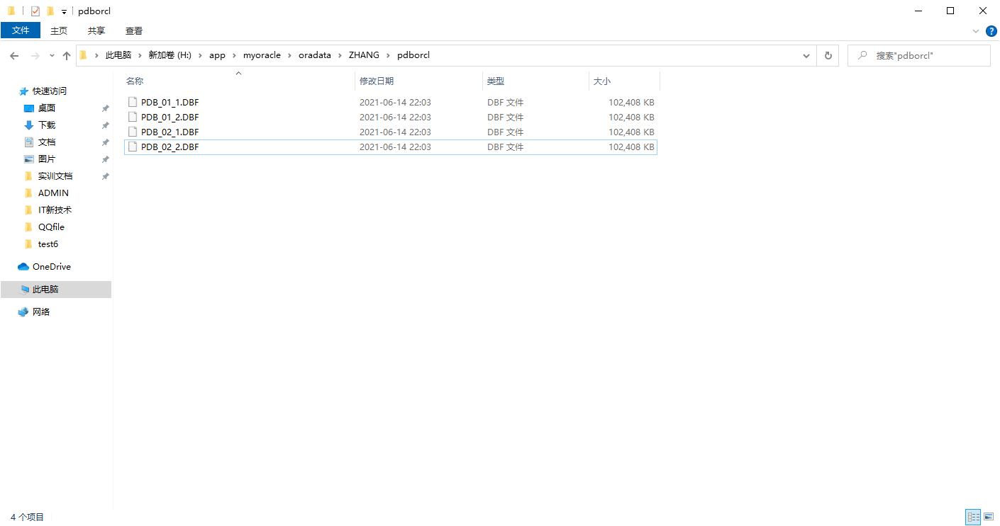 pdborcl
文件 主页 共享 查看
此电脑 新加卷 (H:) app myoracle oradata ZHANG pdborcl 搜索"pdborcl"
名称 修改日期 类型 大小
PDB_01_1.DBF 2021-06-14 22:03 DBF 文件 102,408 KB
PDB_01_2.DBF 2021-06-14 22:03 DBF 文件 102,408 KB
PDB_02_1.DBF 2021-06-14 22:03 DBF 文件 102,408 KB
PDB_02_2.DBF 2021-06-14 22:03 DBF 文件 102,408 KB
快速访问
桌面
下载
文档
图片
实训文档
ADMIN
IT新技术
QQfile
test6
OneDrive
此电脑
网络
4 个项目